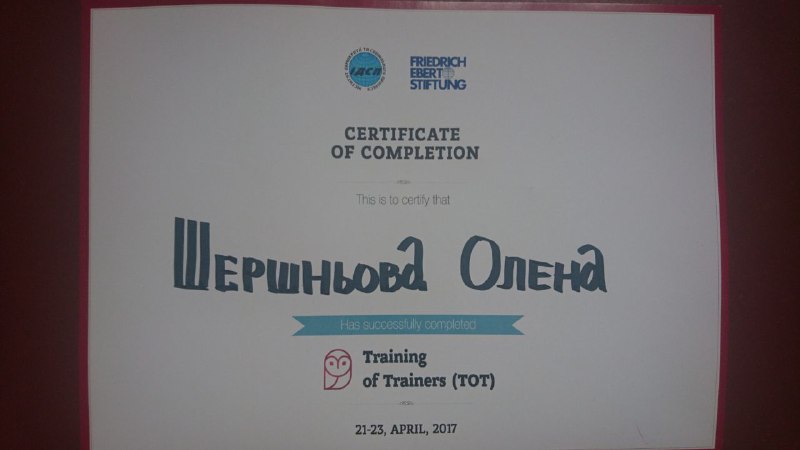 ІДСП
FRIEDRICH
EBERT
STIFTUNG
CERTIFICATE
OF COMPLETION
This is to certify that
Шершньова Олена
Has successfully completed
Training
of Trainers (TOT)
21-23, APRIL, 2017